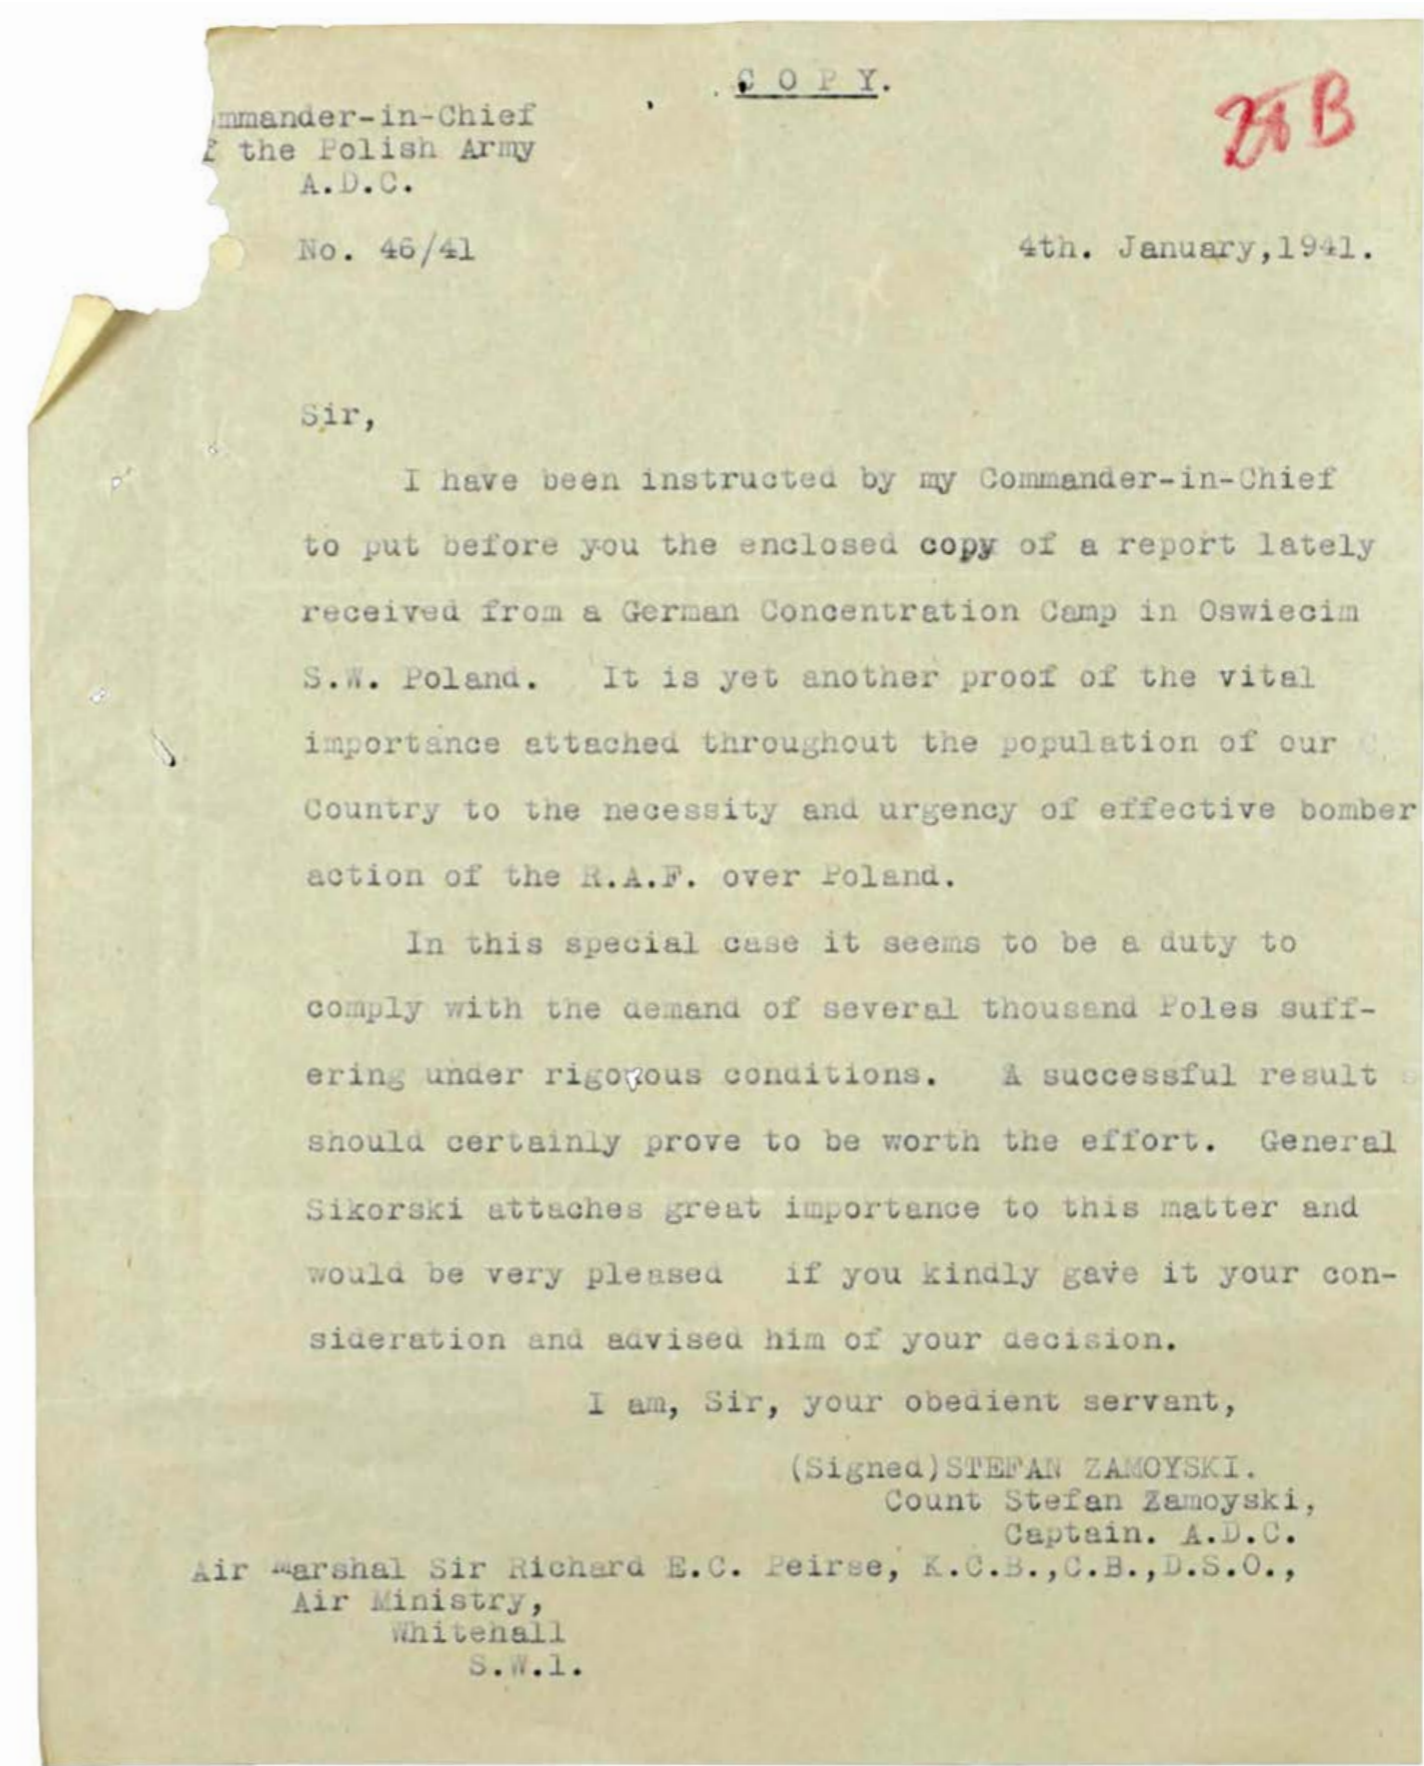 COPY.
mmander-in-Chief
f the Polish Army
A.D.C.
No. 46/41
4th. January,1941.
Sir,
I have been instructed by my Commander-in-Chief
to put before you the enclosed copy of a report lately
received from a German Concentration Camp in Oswiecim
S.W. Poland. It is yet another proof of the vital
importance attached throughout the population of our
Country to the necessity and urgency of effective bomber
action of the R.A.F. over Poland.
In this special case it seems to be a duty to
comply with the demand of several thousand Poles suff-
ering under rigorous conditions. A successful result
should certainly prove to be worth the effort. General
Sikorski attaches great importance to this matter and
would be very pleased if you kindly gave it your con-
sideration and advised him of your decision.
I am, Sir, your obedient servant,
(Signed)STEFAN ZAMOYSKI.
Count Stefan Zamoyski,
Captain. A.D.C.
Air Marshal Sir Richard E.C. Peirse, K.C.B.,C.B.,D.S.O.,
Air Ministry,
Whitehall
S.W.1.